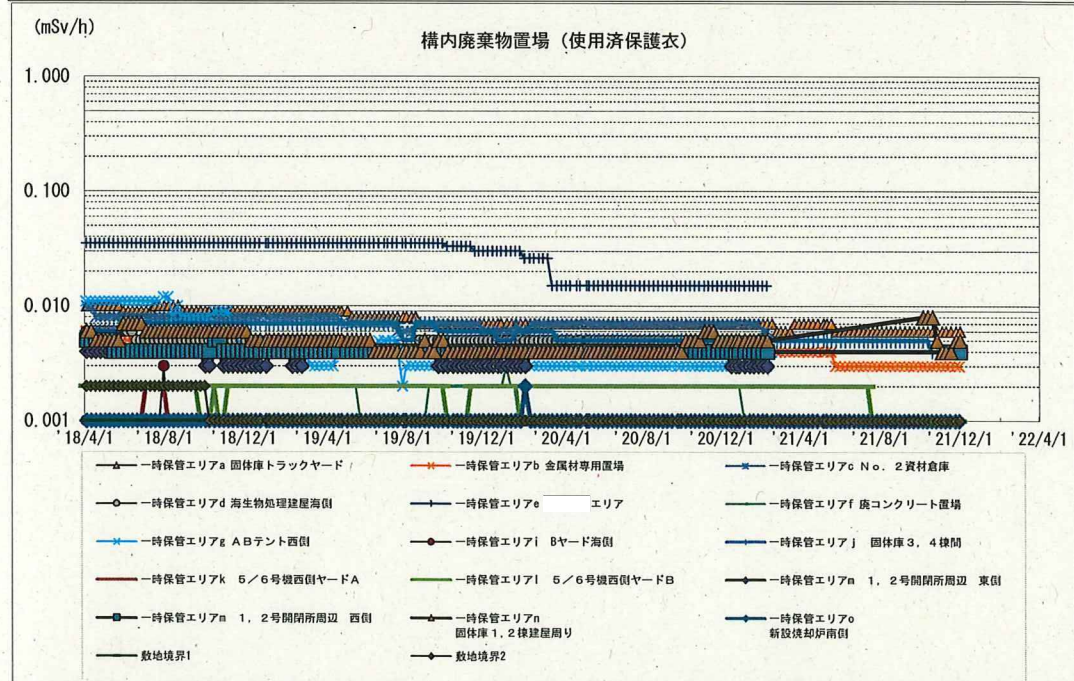 (mSv/h)
構内廃棄物置場（使用済保護衣）
1.000
0.100
0.010
0.001
'18/4/1 '18/8/1 '18/12/1 '19/4/1 '19/8/1 '19/12/1 '20/4/1 '20/8/1 '20/12/1 '21/4/1 '21/8/1 '21/12/1 '22/4/1
一時保管エリアa 固体庫トラックヤード
一時保管エリアb 金属材専用置場
一時保管エリアc No．2資材倉庫
一時保管エリアd 海生物処理建屋海側
一時保管エリアe エリア
一時保管エリアf 廃コンクリート置場
一時保管エリアg ABテント西側
一時保管エリアi Bヤード海側
一時保管エリアj 固体庫3，4棟間
一時保管エリアk 5／6号機西側ヤードA
一時保管エリアl 5／6号機西側ヤードB
一時保管エリアm 1，2号開閉所周辺 東側
一時保管エリアm 1，2号開閉所周辺 西側
一時保管エリアn
固体庫1,2棟建屋周り
一時保管エリアo
新設焼却炉南側
敷地境界1
敷地境界2